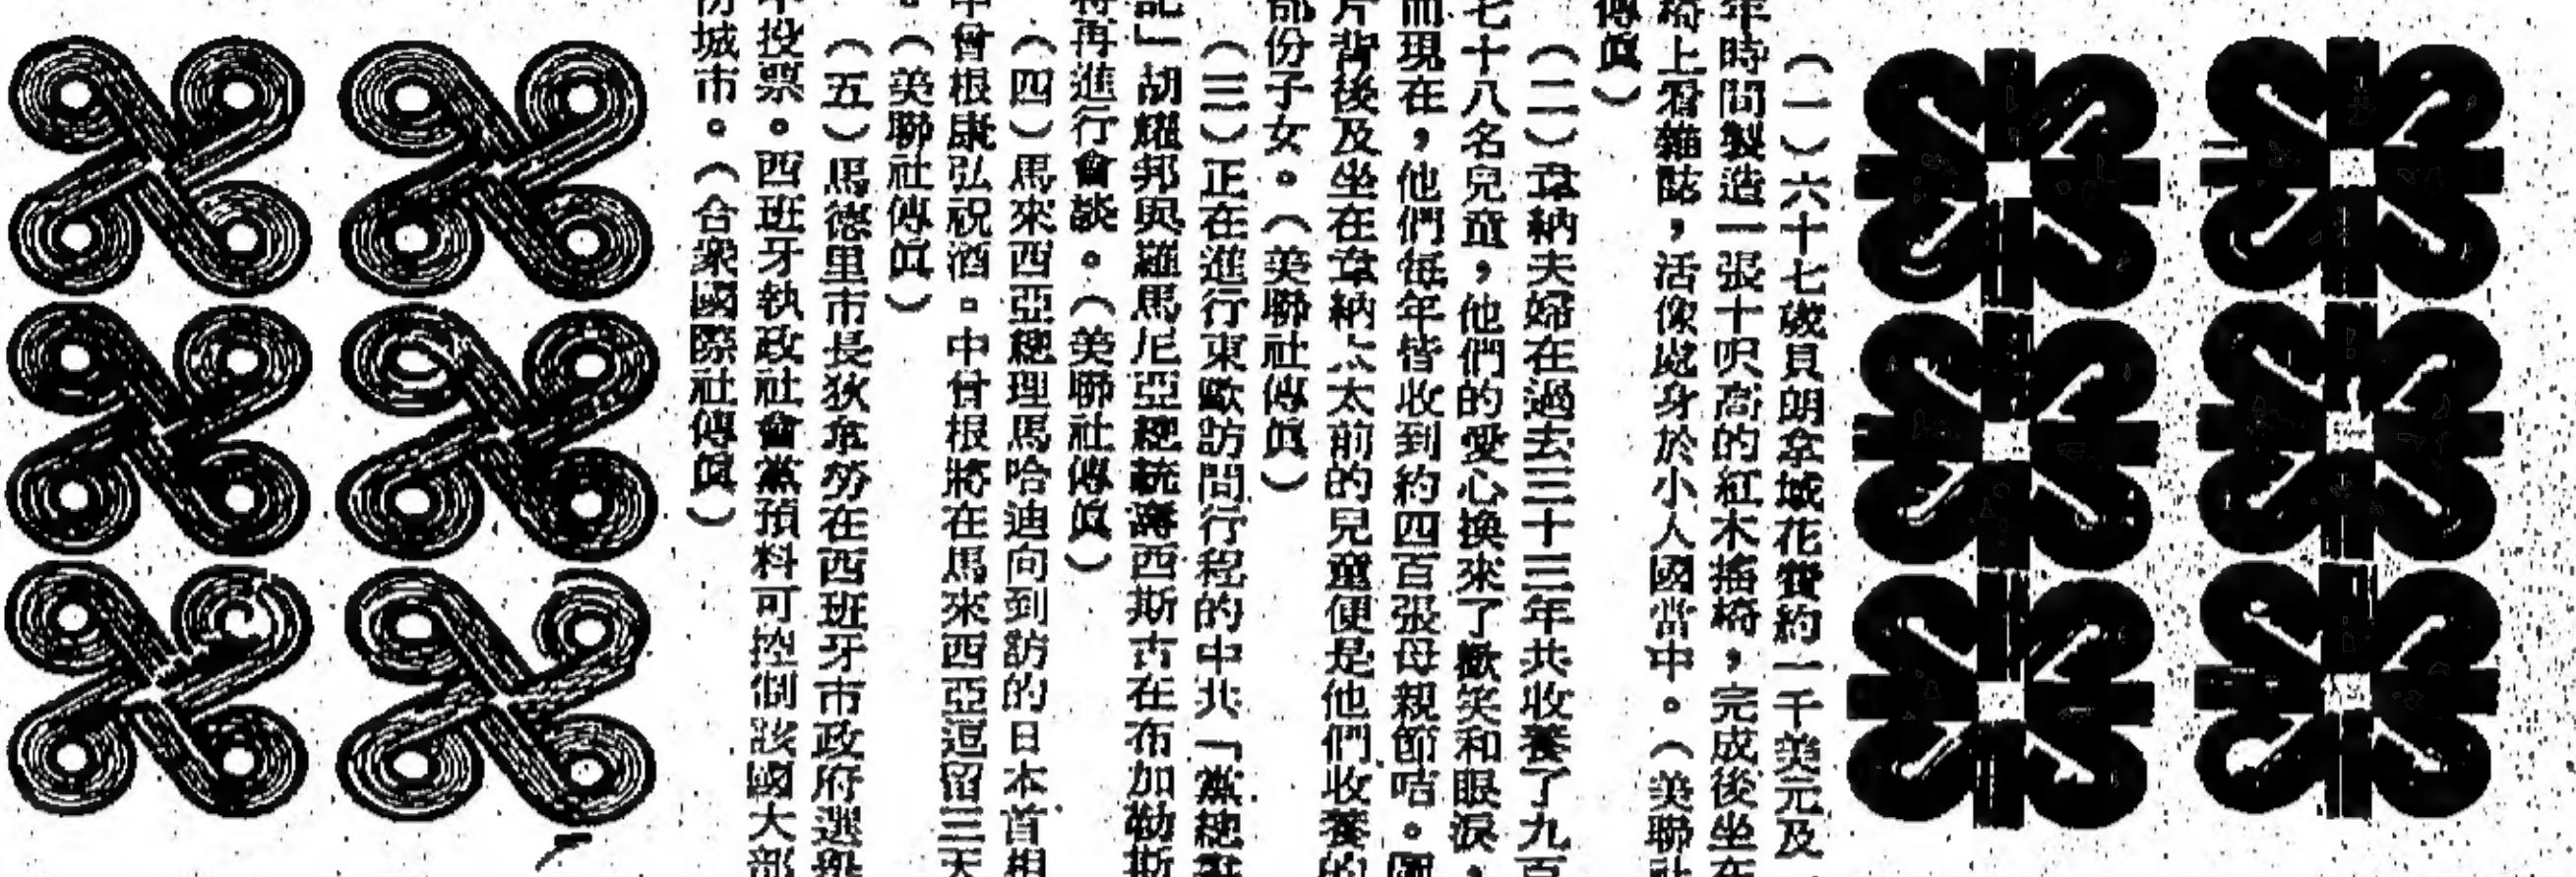 （一）六十七歲貝朗拿城花費約一千美元及
年時間製造一張十呎高的紅木搖椅，完成後坐在
椅上看雜誌，活像處身於小人國當中。（美聯社
傳眞）
（二）韋納夫婦在過去三十三年共收養了九百
七十八名兒童，他們的愛心換來了歡笑和眼淚，
而現在，他們每年皆收到約四百張母親節咭。圖
片背後及坐在韋納太太前的兒童便是他們收養的
部份子女。（美聯社傳眞）
（三）正在進行東歐訪問行程的中共「黨總書
記」胡耀邦與羅馬尼亞總統壽西斯古在布加勒斯
將再進行會談。（美聯社傳眞）
（四）馬來西亞總理馬哈迪向到訪的日本首相
中曾根康弘祝酒。中曾根將在馬來西亞逗留三天
。（美聯社傳眞）
（五）馬德里市長狄在勞在西班牙市政府選舉
中投票。西班牙執政社會黨預料可控制該國大部
份城市。（合衆國際社傳眞）